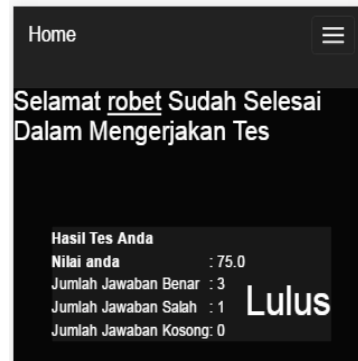 Home
Selamat robet Sudah Selesai
Dalam Mengerjakan Tes
Hasil Tes Anda
Nilai anda : 75.0
Jumlah Jawaban Benar : 3
Jumlah Jawaban Salah : 1
Jumlah Jawaban Kosong: 0
Lulus